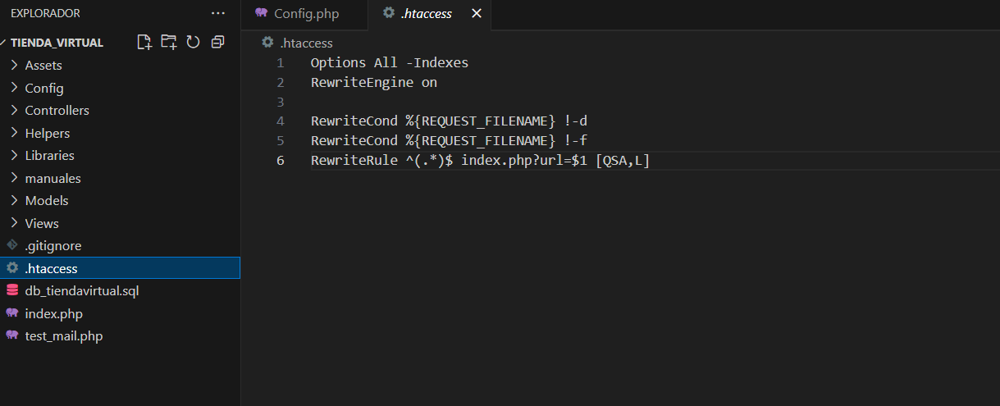 EXPLORADOR
TIENDA_VIRTUAL
Assets
Config
Controllers
Helpers
Libraries
manuales
Models
Views
.gitignore
.htaccess
db_tiendavirtual.sql
index.php
test_mail.php
Config.php
.htaccess
.htaccess
1 Options All -Indexes
2 RewriteEngine on
3
4 RewriteCond %{REQUEST_FILENAME} !-d
5 RewriteCond %{REQUEST_FILENAME} !-f
6 RewriteRule ^(.*)$ index.php?url=$1 [QSA,L]